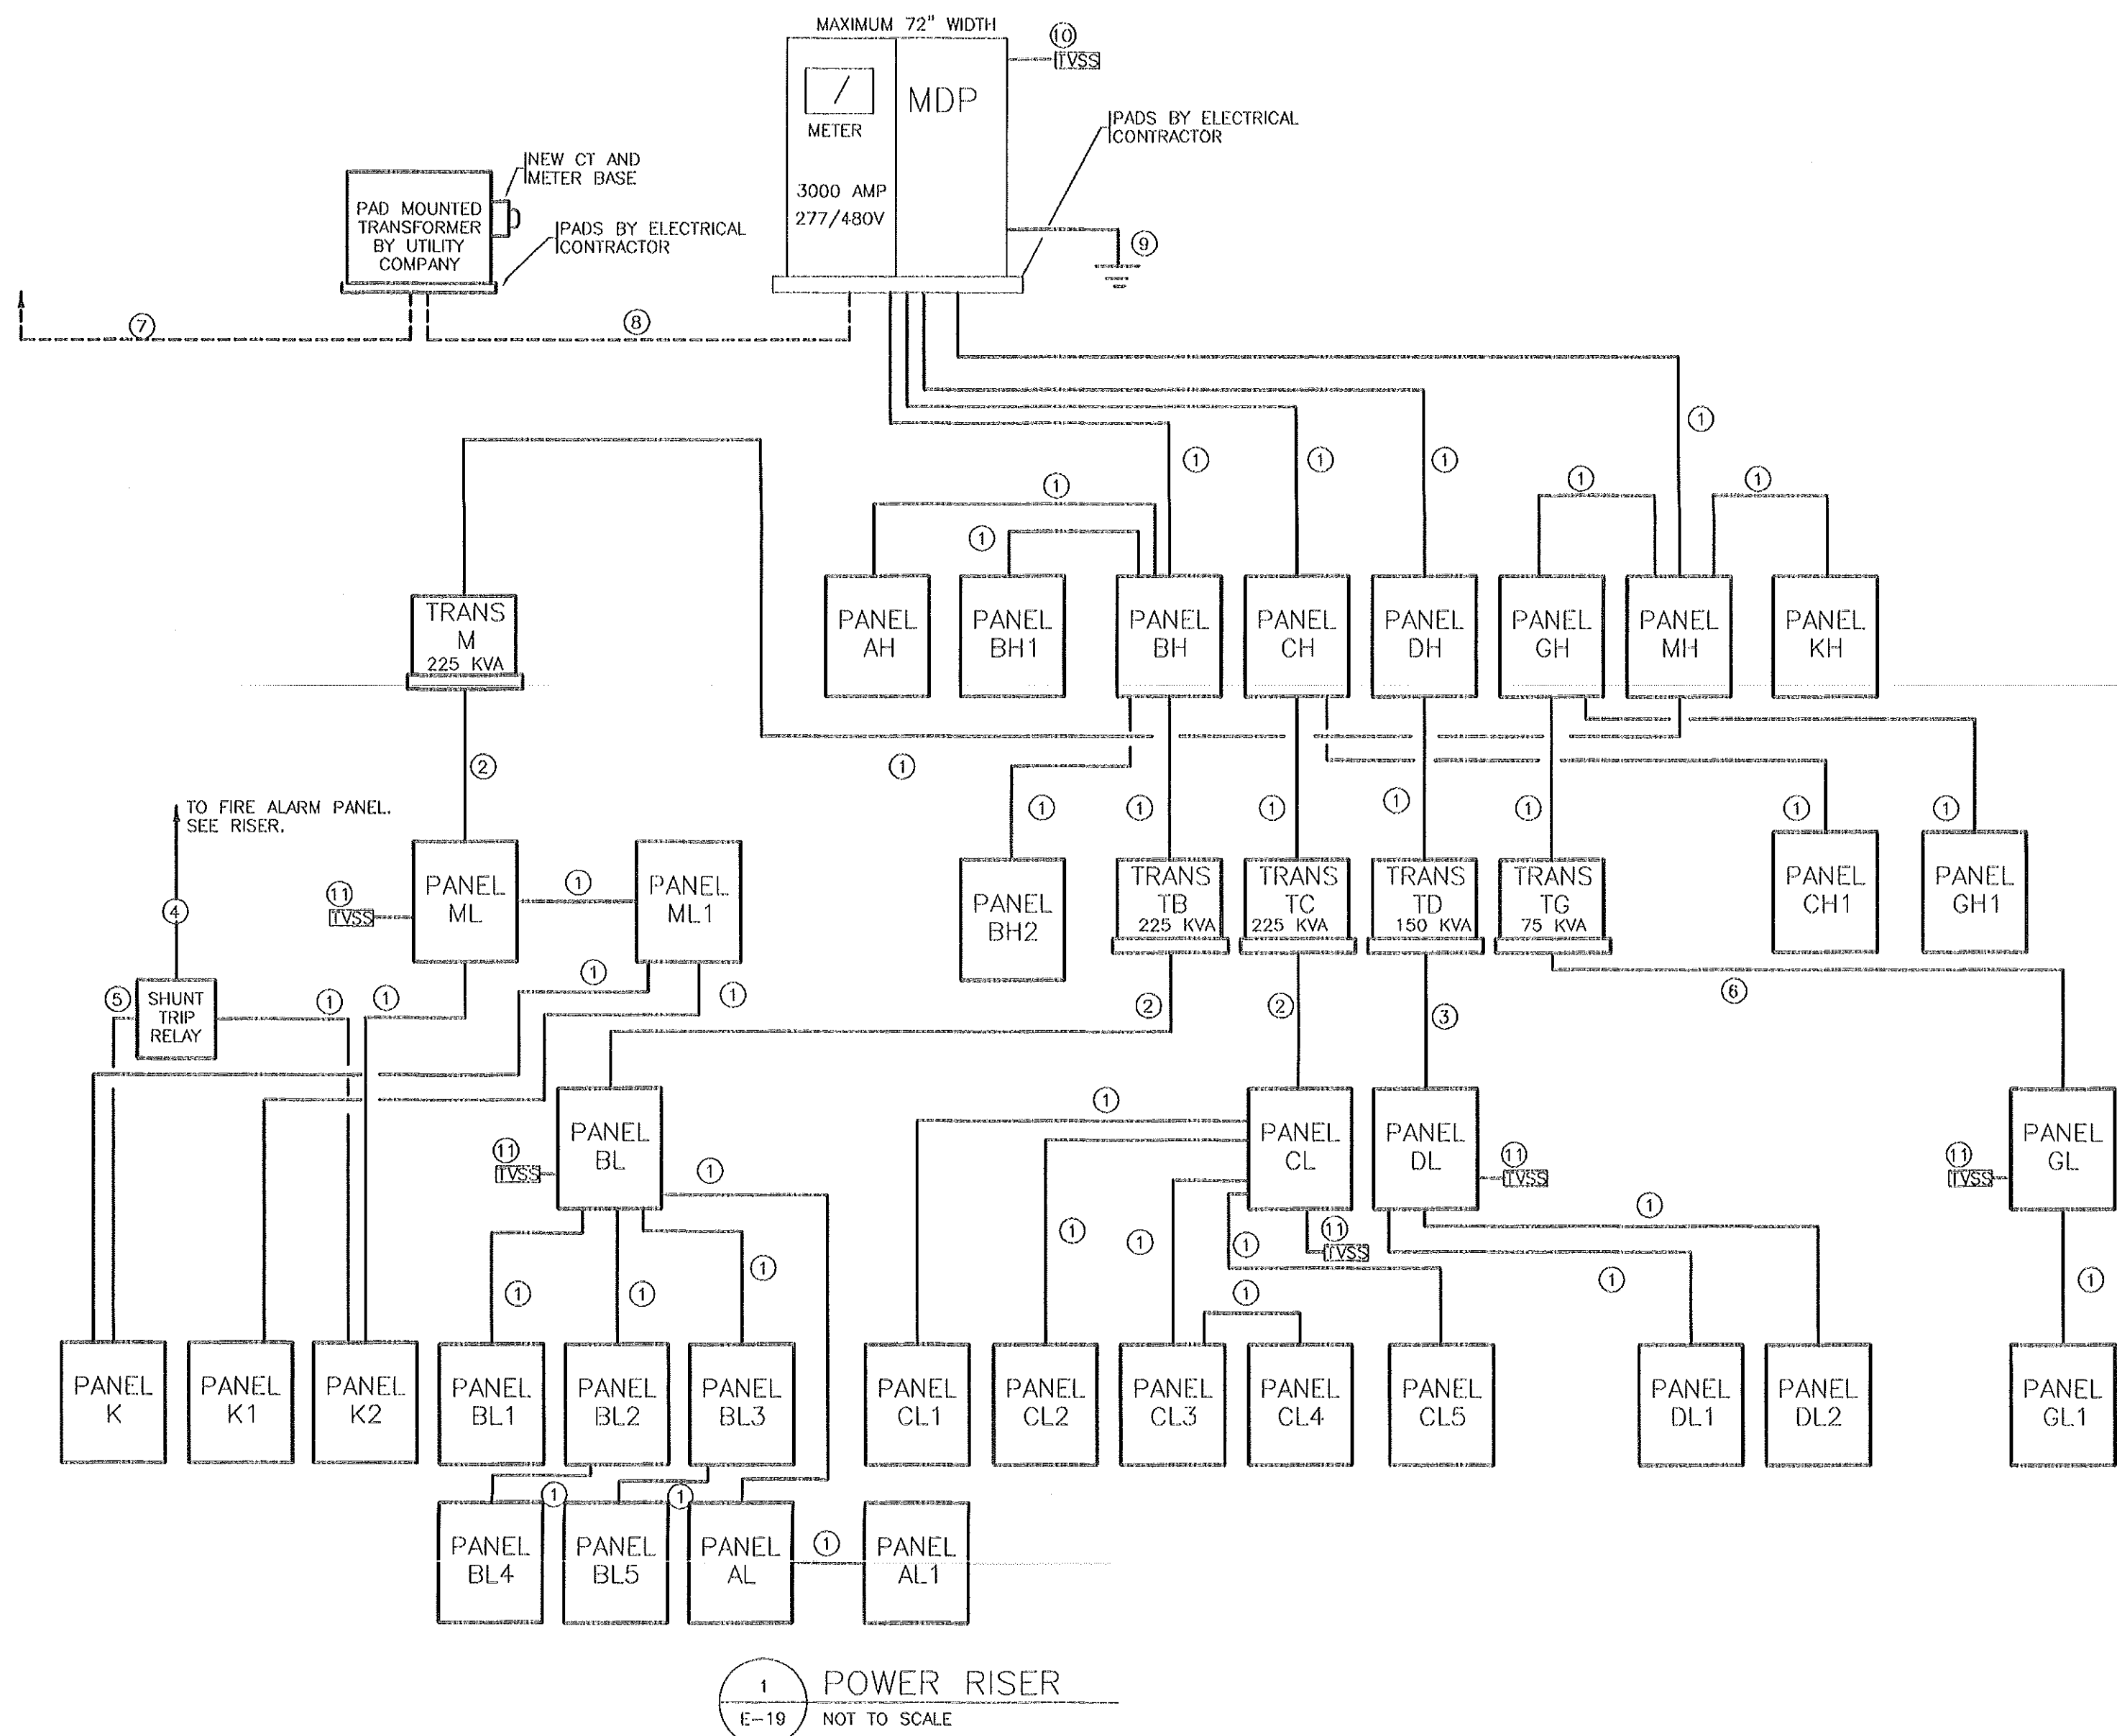 MAXIMUM 72" WIDTH
10
TVSS
MDP
METER
3000 AMP
277/480V
PADS BY ELECTRICAL
CONTRACTOR
NEW CT AND
METER BASE
PAD MOUNTED
TRANSFORMER
BY UTILITY
COMPANY
PADS BY ELECTRICAL
CONTRACTOR
9
7
8
1
1
1
1
1
1
1
1
TRANS
M
225 KVA
PANEL
AH
PANEL
BH1
PANEL
BH
PANEL
CH
PANEL
DH
PANEL
GH
PANEL
MH
PANEL
KH
2
1
1
1
1
1
1
1
1
TO FIRE ALARM PANEL.
SEE RISER.
4
PANEL
ML
11
TVSS
1
PANEL
ML1
PANEL
BH2
TRANS
TB
225 KVA
TRANS
TC
225 KVA
TRANS
TD
150 KVA
TRANS
TG
75 KVA
PANEL
CH1
PANEL
GH1
5
SHUNT
TRIP
RELAY
1
1
1
1
2
2
3
6
PANEL
BL
11
TVSS
1
1
PANEL
CL
PANEL
DL
11
TVSS
11
TVSS
PANEL
GL
1
1
1
1
1
1
11
TVSS
1
1
1
1
1
PANEL
K
PANEL
K1
PANEL
K2
PANEL
BL1
PANEL
BL2
PANEL
BL3
PANEL
CL1
PANEL
CL2
PANEL
CL3
PANEL
CL4
PANEL
CL5
PANEL
DL1
PANEL
DL2
PANEL
GL1
1
1
PANEL
BL4
PANEL
BL5
PANEL
AL
1
PANEL
AL1
1
E-19
POWER RISER
NOT TO SCALE